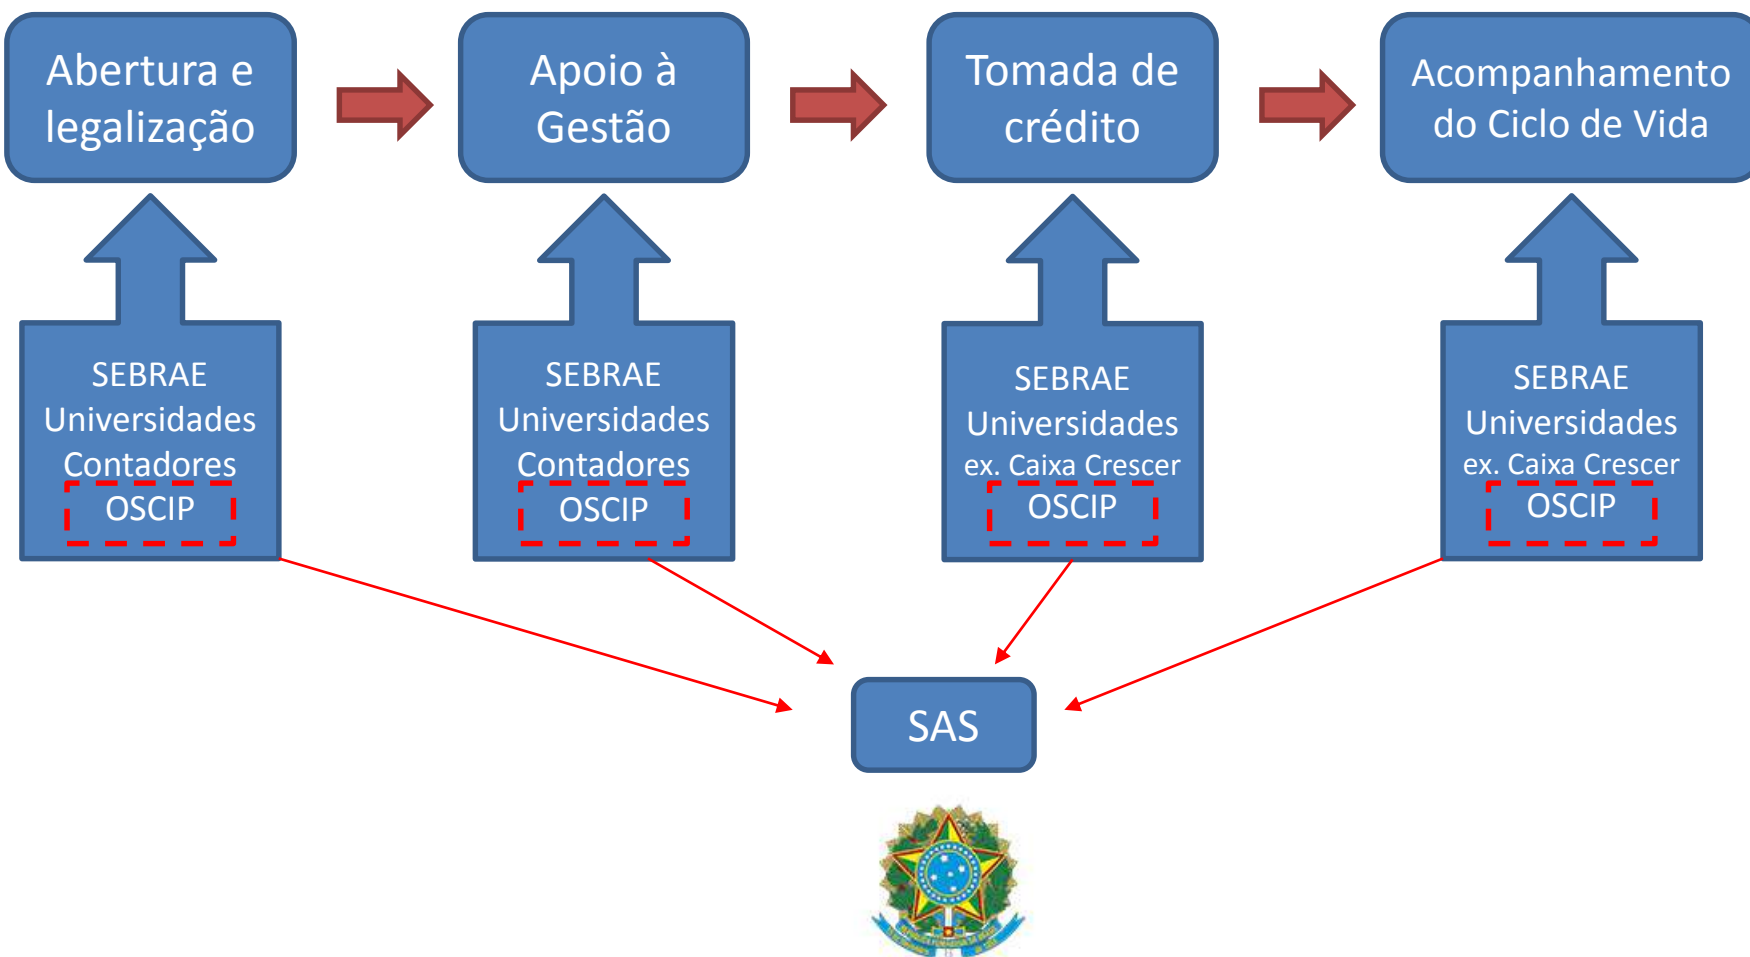 Abertura e
legalização
Apoio à
Gestão
Tomada de
crédito
Acompanhamento
do Ciclo de Vida
SEBRAE
Universidades
Contadores
OSCIP
SEBRAE
Universidades
Contadores
OSCIP
SEBRAE
Universidades
ex. Caixa Crescer
OSCIP
SEBRAE
Universidades
ex. Caixa Crescer
OSCIP
SAS